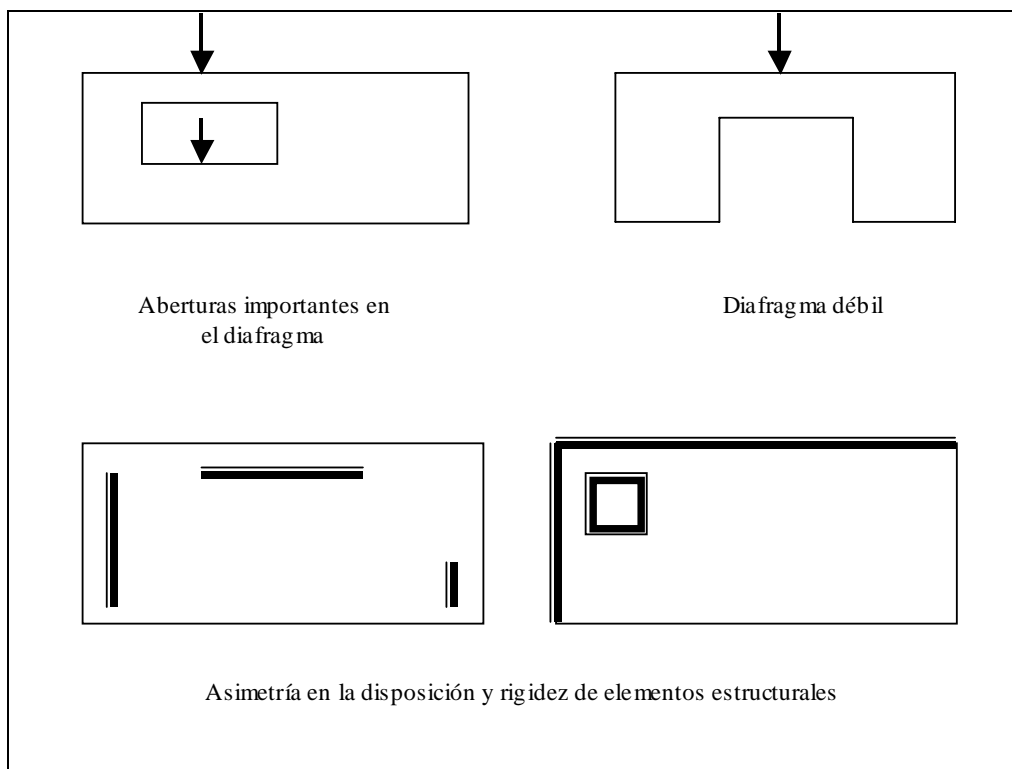 Aberturas importantes en
el diafragma
Diafragma débil
Asimetría en la disposición y rigidez de elementos estructurales